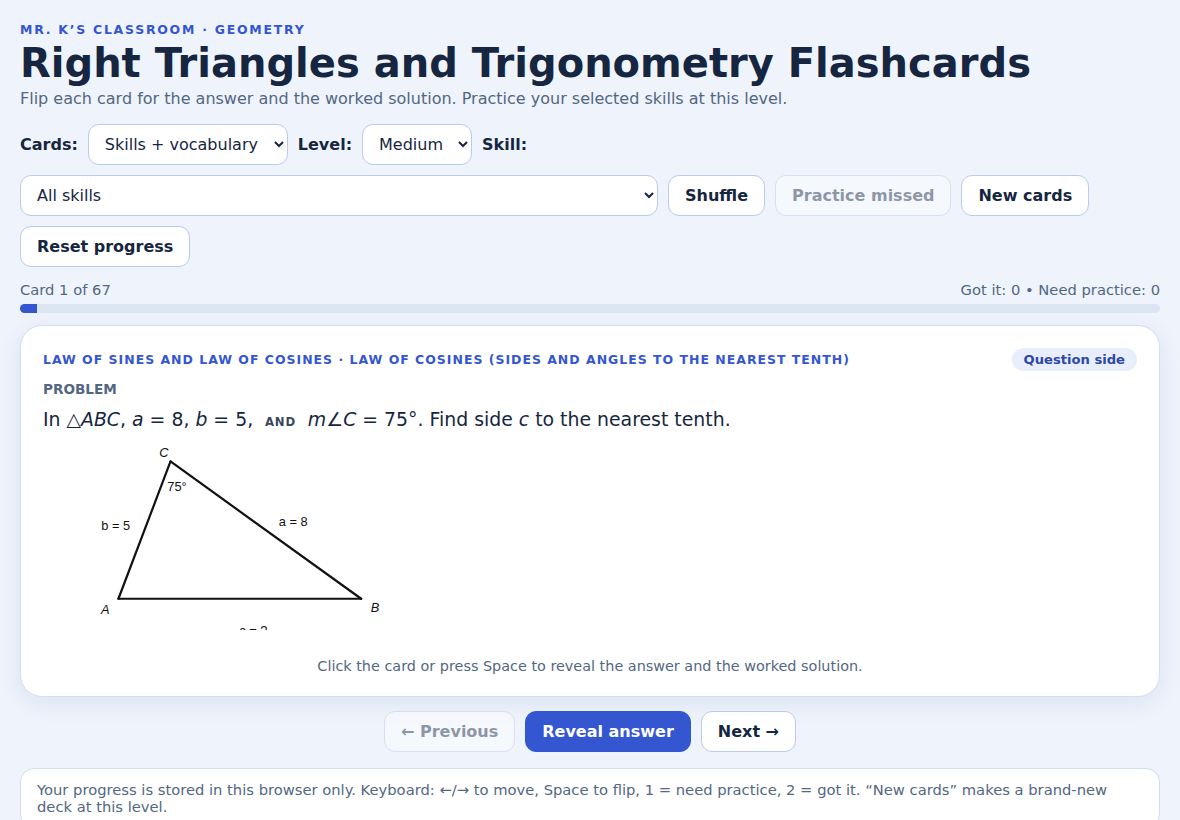 MR. K’S CLASSROOM · GEOMETRY
Right Triangles and Trigonometry Flashcards
Flip each card for the answer and the worked solution. Practice your selected skills at this level.
Cards: Skills + vocabulary Level: Medium Skill:
All skills Shuffle Practice missed New cards
Reset progress
Card 1 of 67 Got it: 0 • Need practice: 0
LAW OF SINES AND LAW OF COSINES · LAW OF COSINES (SIDES AND ANGLES TO THE NEAREST TENTH) Question side
PROBLEM
In △ABC, a = 8, b = 5, AND m∠C = 75°. Find side c to the nearest tenth.
C
75°
b = 5 a = 8
A B
Click the card or press Space to reveal the answer and the worked solution.
← Previous Reveal answer Next →
Your progress is stored in this browser only. Keyboard: ←/→ to move, Space to flip, 1 = need practice, 2 = got it. “New cards” makes a brand-new
deck at this level.